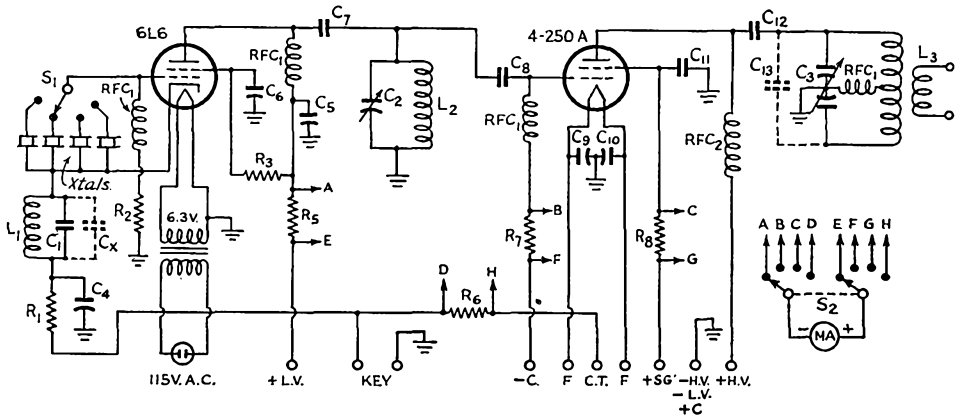 6L6
C7
4-250 A
C12
S1
RFC1
RFC1
C6
C5
C2
L2
C8
RFC1
C11
C13
C3
RFC1
L3
C9
C10
RFC2
Xtals.
R3
A
R2
6.3V.
R5
E
L1
C1
CX
B
R7
F
C
R8
G
A
B
C
D
E
F
G
H
D
H
R6
S2
- MA +
R1
C4
115V. A.C.
+L.V.
KEY
-C.
F
C.T.
F
+SG
-H.V.
-L.V.
+C
+H.V.